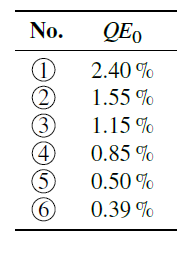 No. QE0
① 2.40 %
② 1.55 %
③ 1.15 %
④ 0.85 %
⑤ 0.50 %
⑥ 0.39 %